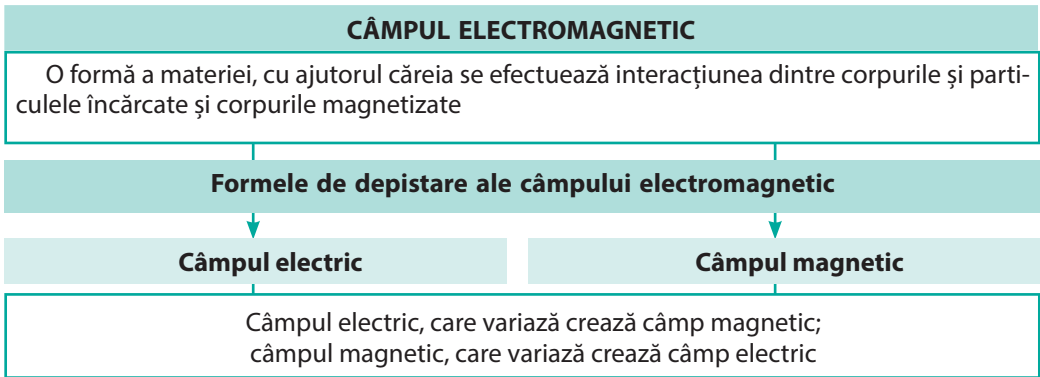 CÂMPUL ELECTROMAGNETIC
O formă a materiei, cu ajutorul căreia se efectuează interacțiunea dintre corpurile și parti-
culele încărcate și corpurile magnetizate
Formele de depistare ale câmpului electromagnetic
Câmpul electric
Câmpul magnetic
Câmpul electric, care variază crează câmp magnetic;
câmpul magnetic, care variază crează câmp electric